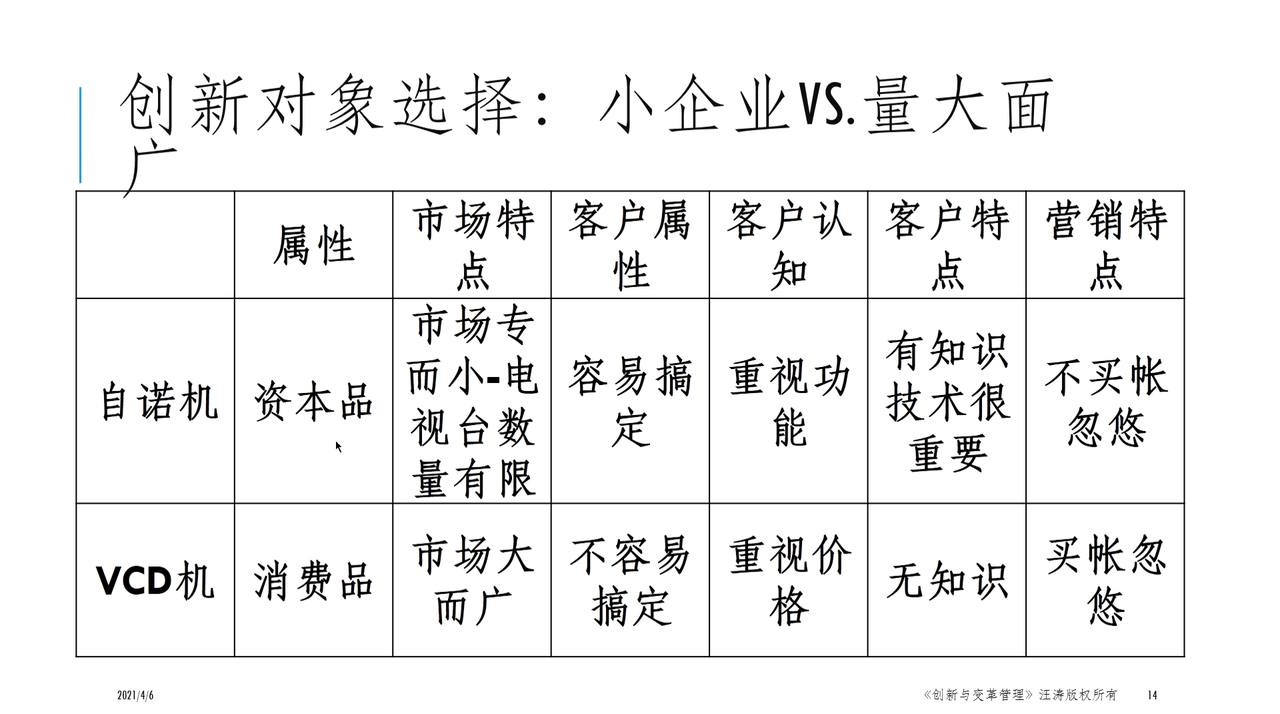 创新对象选择：小企业VS.量大面
广
属性
市场特
点
客户属
性
客户认
知
客户特
点
营销特
点
自诺机
资本品
市场专
而小-电
视台数
量有限
容易搞
定
重视功
能
有知识
技术很
重要
不买帐
忽悠
VCD机
消费品
市场大
而广
不容易
搞定
重视价
格
无知识
买帐忽
悠
2021/4/6
《创新与变革管理》汪涛版权所有
14